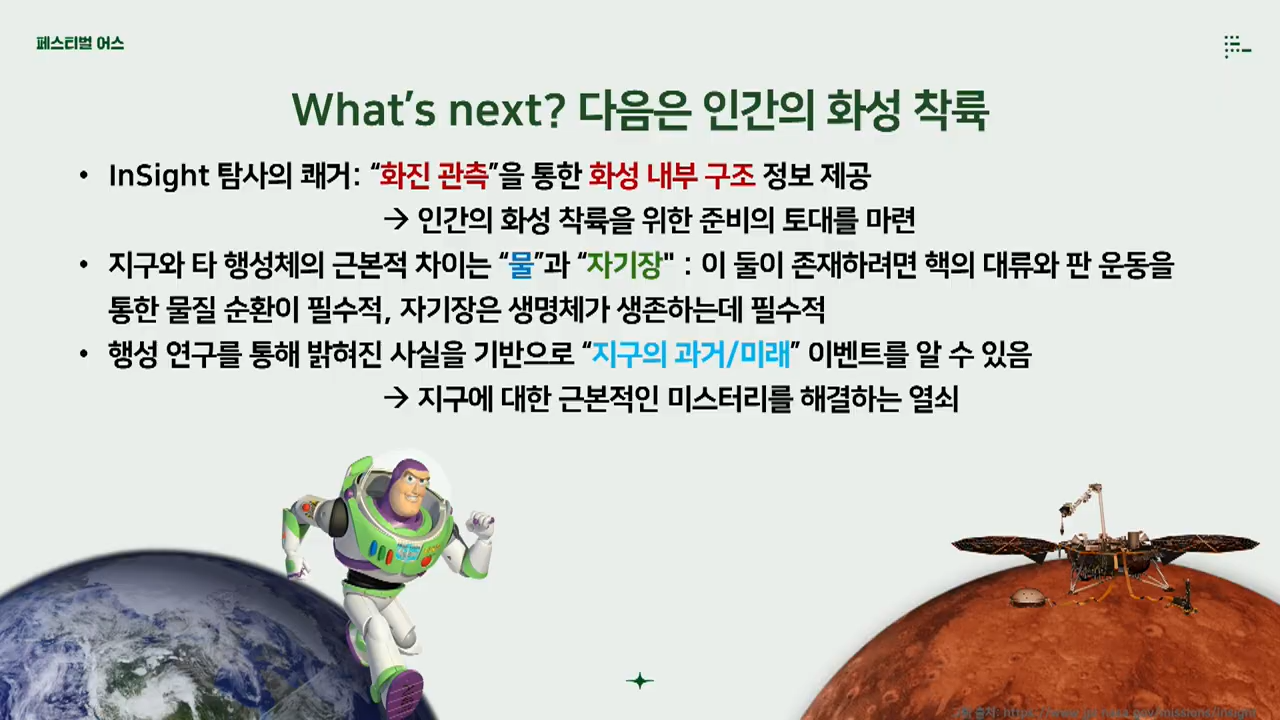 페스티벌 어스
What's next? 다음은 인간의 화성 착륙
• InSight 탐사의 쾌거: “화진 관측”을 통한 화성 내부 구조 정보 제공
→ 인간의 화성 착륙을 위한 준비의 토대를 마련
• 지구와 타 행성체의 근본적 차이는 “물”과 “자기장" : 이 둘이 존재하려면 핵의 대류와 판 운동을
통한 물질 순환이 필수적, 자기장은 생명체가 생존하는데 필수적
• 행성 연구를 통해 밝혀진 사실을 기반으로 “지구의 과거/미래” 이벤트를 알 수 있음
→ 지구에 대한 근본적인 미스터리를 해결하는 열쇠
출처: https://www.jpl.nasa.gov/missions/insight